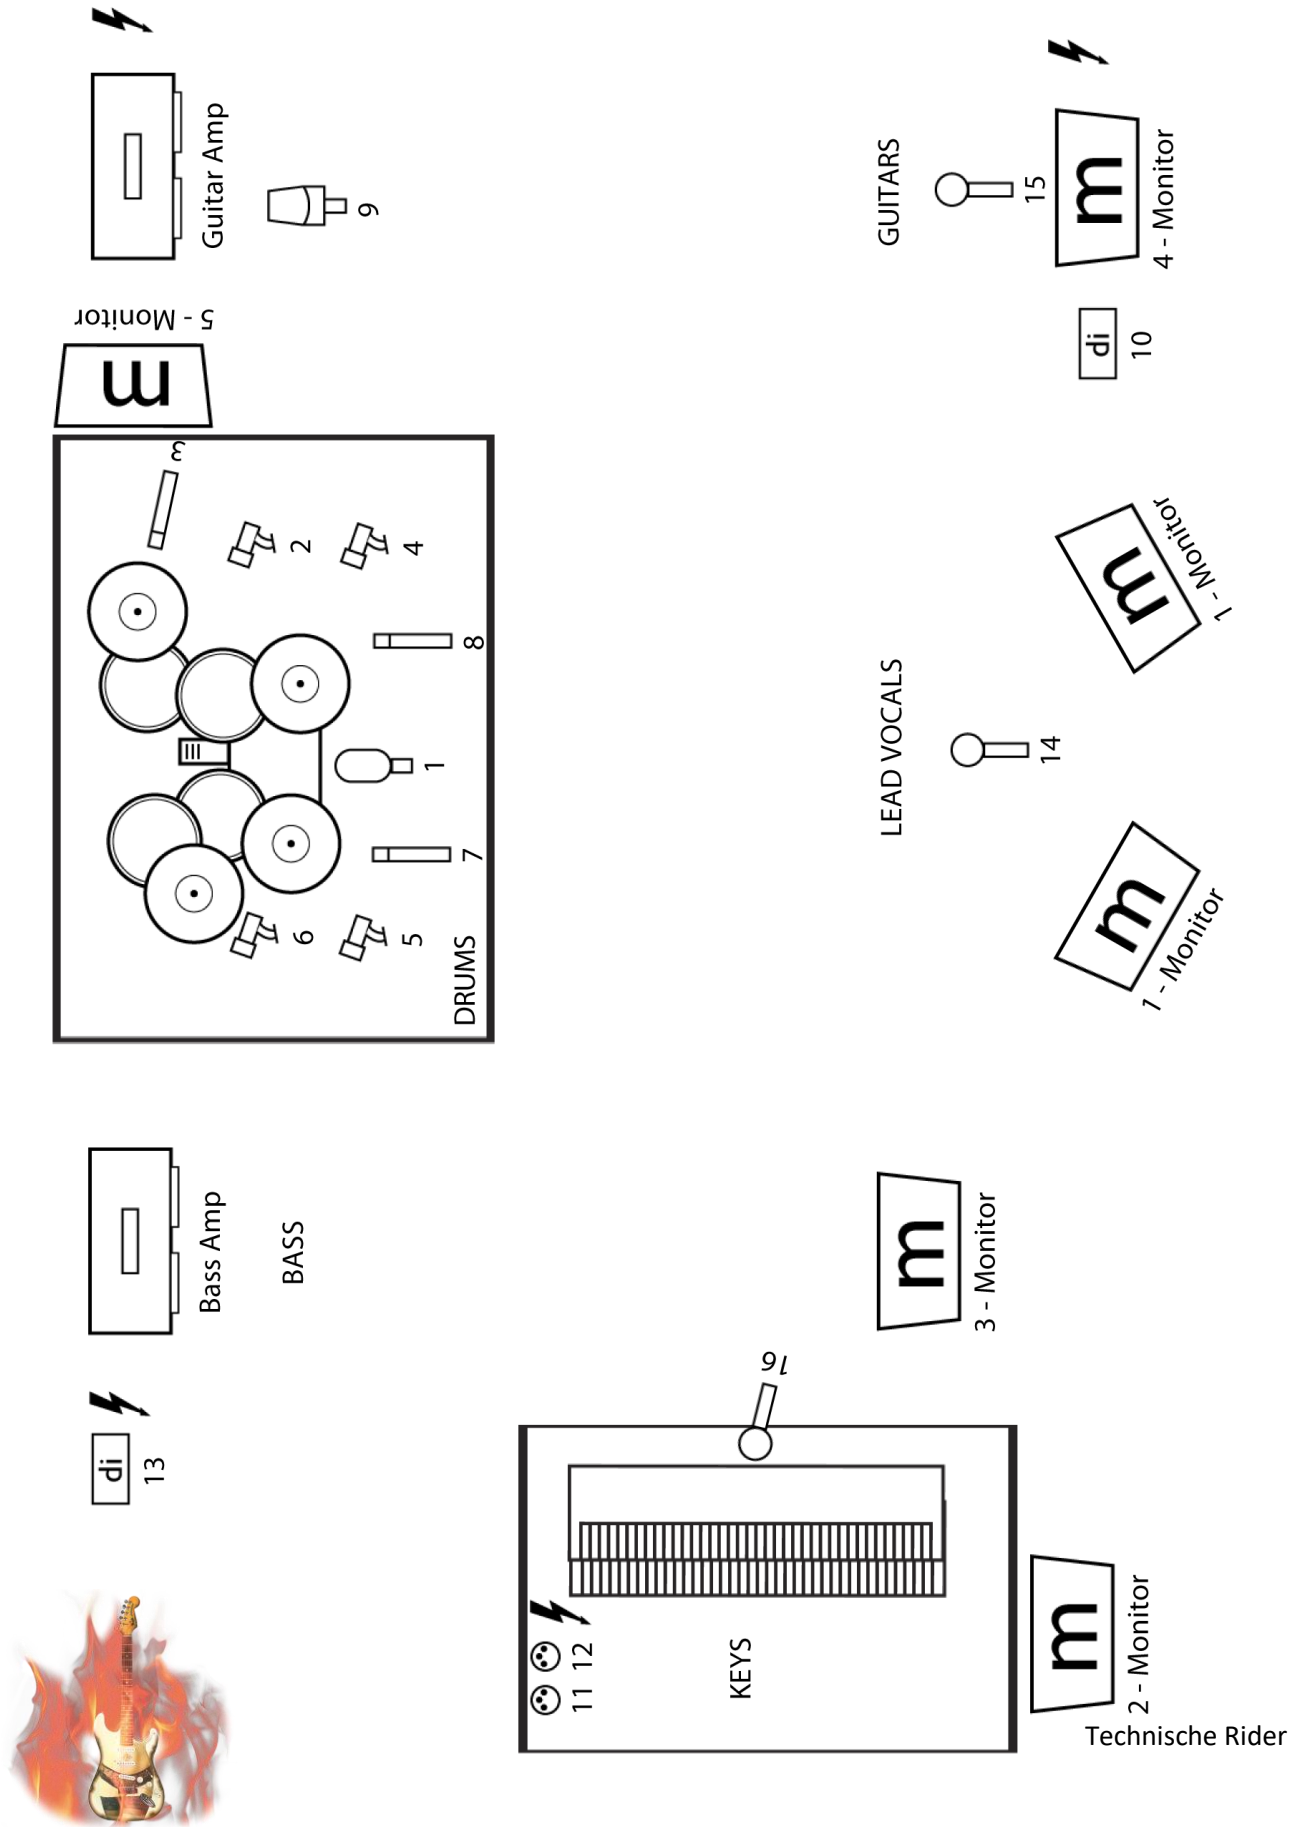 Guitar Amp
9
5 - Monitor
m
3
2
4
8
1
7
6
5
DRUMS
Bass Amp
BASS
di
13
GUITARS
15
m
4 - Monitor
di
10
m
1 - Monitor
LEAD VOCALS
14
m
1 - Monitor
m
3 - Monitor
16
11 12
KEYS
m
2 - Monitor
Technische Rider